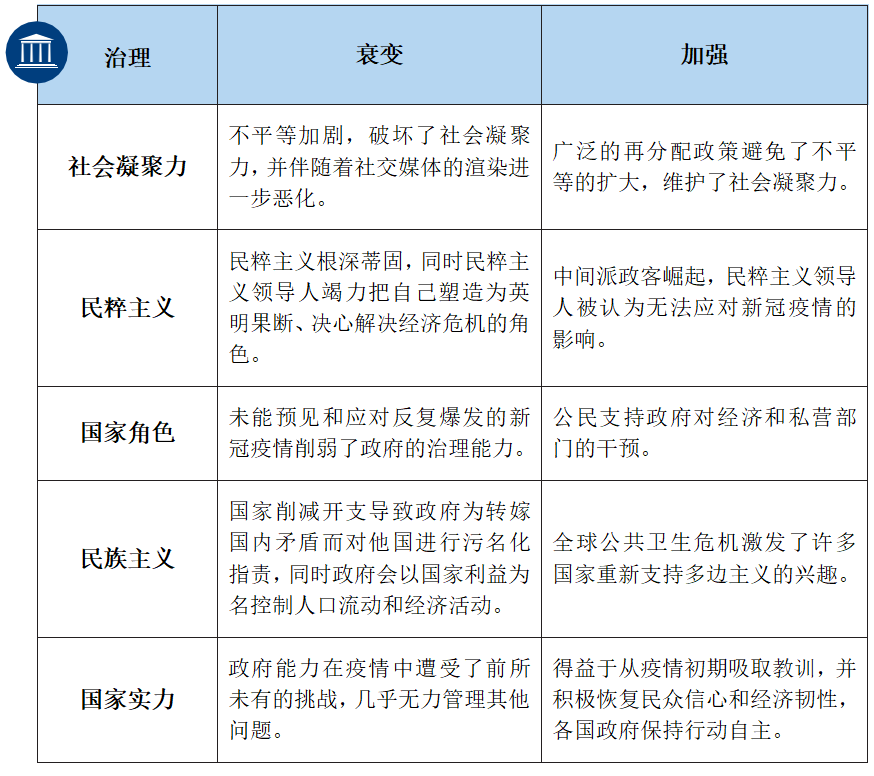 治理
衰变
加强
社会凝聚力
不平等加剧，破坏了社会凝聚
力，并伴随着社交媒体的渲染进
一步恶化。
广泛的再分配政策避免了不平
等的扩大，维护了社会凝聚力。
民粹主义
民粹主义根深蒂固，同时民粹主
义领导人竭力把自己塑造为英
明果断、决心解决经济危机的角
色。
中间派政客崛起，民粹主义领导
人被认为无法应对新冠疫情的
影响。
国家角色
未能预见和应对反复爆发的新
冠疫情削弱了政府的治理能力。
公民支持政府对经济和私营部
门的干预。
民族主义
国家削减开支导致政府为转嫁
国内矛盾而对他国进行污名化
指责，同时政府会以国家利益为
名控制人口流动和经济活动。
全球公共卫生危机激发了许多
国家重新支持多边主义的兴趣。
国家实力
政府能力在疫情中遭受了前所
未有的挑战，几乎无力管理其他
问题。
得益于从疫情初期吸取教训，并
积极恢复民众信心和经济韧性，
各国政府保持行动自主。